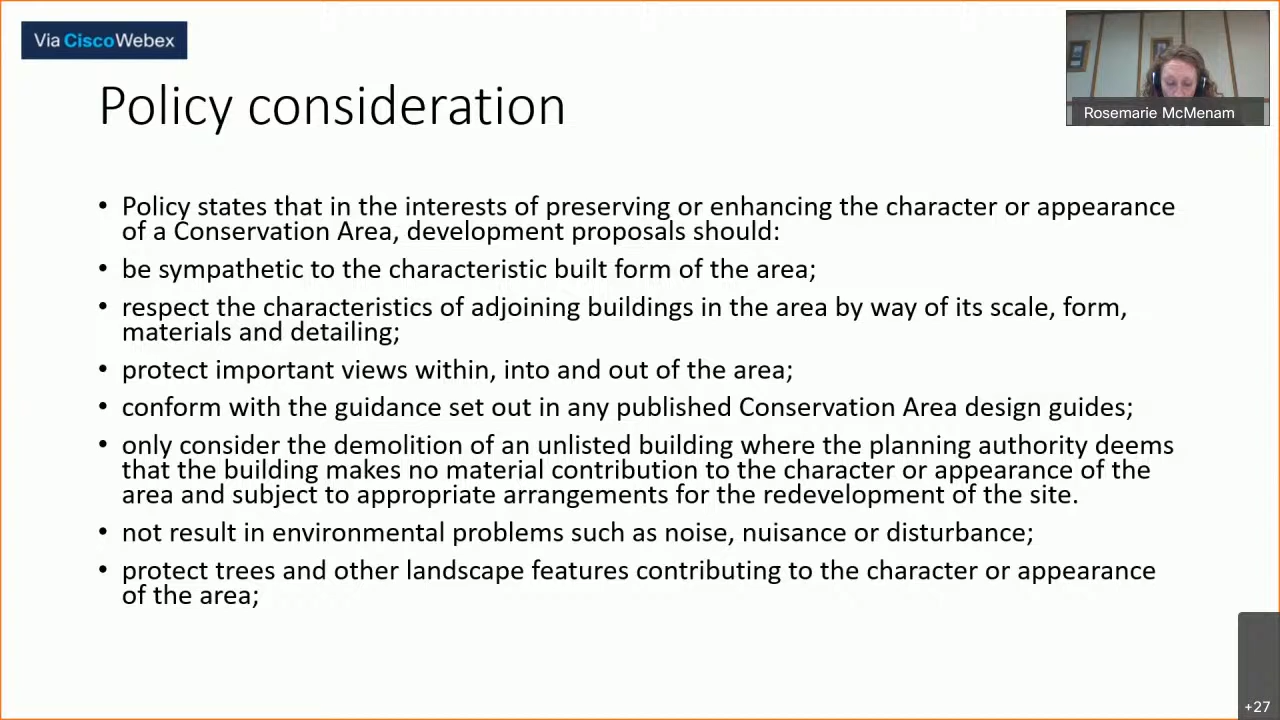 Via CiscoWebex
Rosemarie McMenam
Policy consideration
• Policy states that in the interests of preserving or enhancing the character or appearance
of a Conservation Area, development proposals should:
• be sympathetic to the characteristic built form of the area;
• respect the characteristics of adjoining buildings in the area by way of its scale, form,
materials and detailing;
• protect important views within, into and out of the area;
• conform with the guidance set out in any published Conservation Area design guides;
• only consider the demolition of an unlisted building where the planning authority deems
that the building makes no material contribution to the character or appearance of the
area and subject to appropriate arrangements for the redevelopment of the site.
• not result in environmental problems such as noise, nuisance or disturbance;
• protect trees and other landscape features contributing to the character or appearance
of the area;
+27